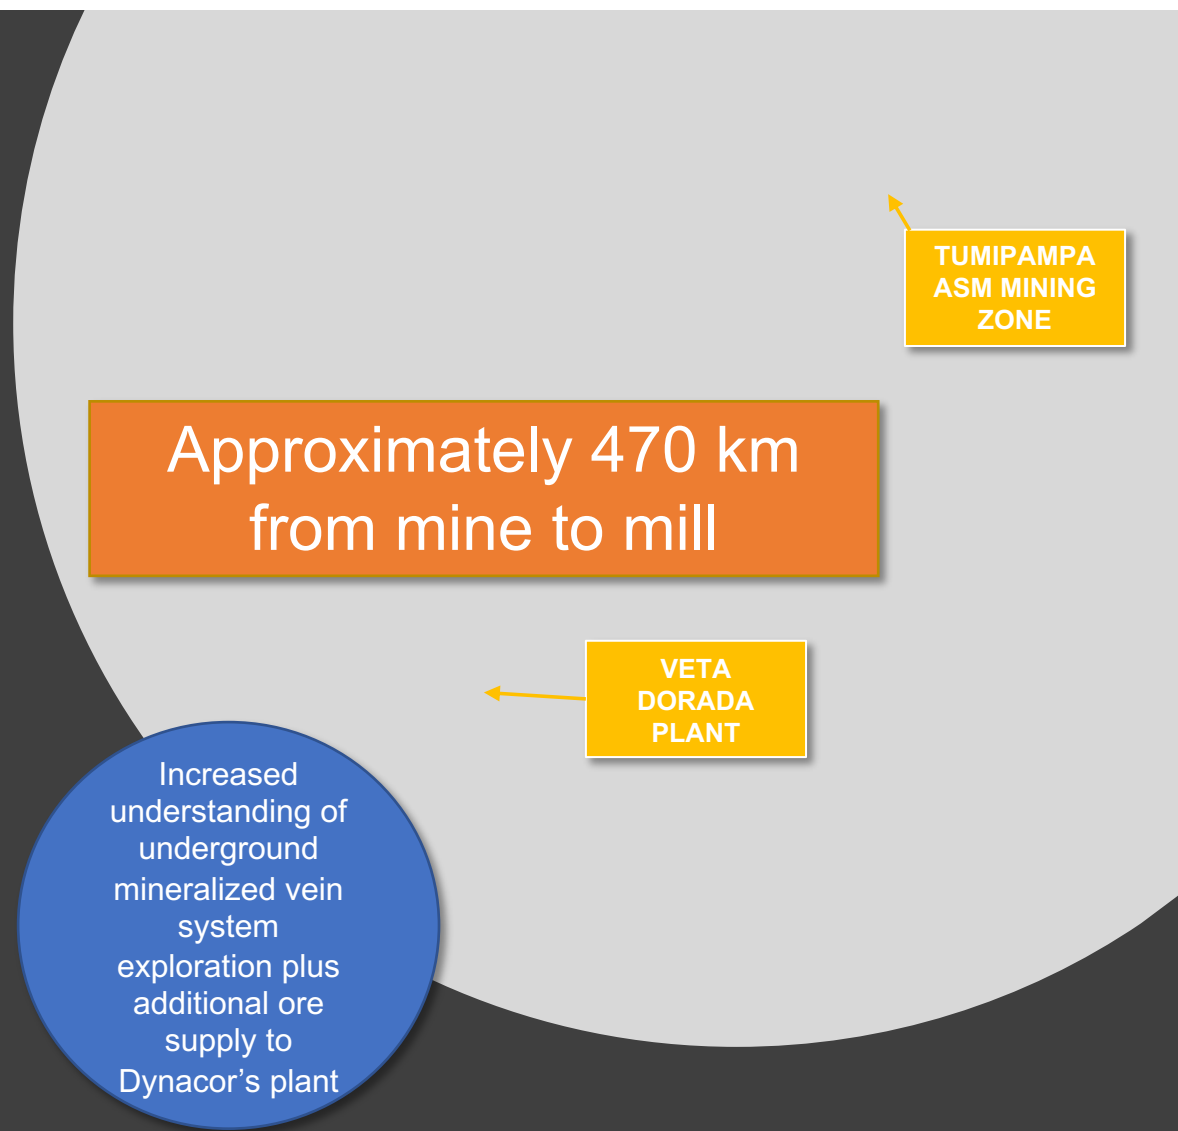 TUMIPAMPA
ASM MINING
ZONE
Approximately 470 km
from mine to mill
VETA
DORADA
PLANT
Increased
understanding of
underground
mineralized vein
system
exploration plus
additional ore
supply to
Dynacor’s plant